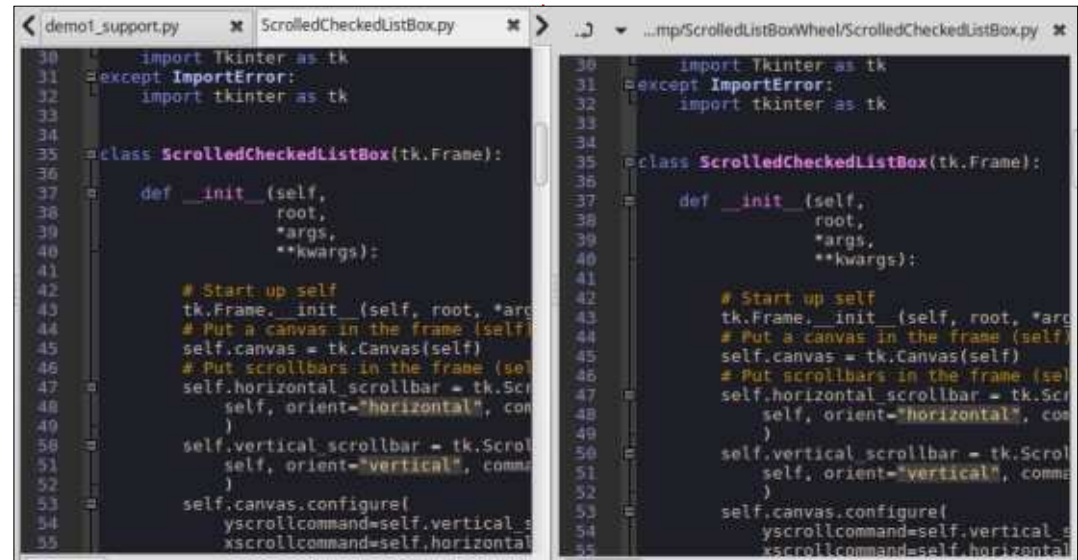 demo1_support.py ScrolledCheckedListBox.py
30 import Tkinter as tk
31 except ImportError:
32 import tkinter as tk
33
34
35 class ScrolledCheckedListBox(tk.Frame):
36
37 def __init__(self,
38 root,
39 *args,
40 **kwargs):
41
42 # Start up self
43 tk.Frame.__init__(self, root, *arg
44 # Put a canvas in the frame (self)
45 self.canvas = tk.Canvas(self)
46 # Put scrollbars in the frame (sel
47 self.horizontal_scrollbar = tk.Scr
48 self, orient="horizontal", com
49 )
50 self.vertical_scrollbar = tk.Scrol
51 self, orient="vertical", comma
52 )
53 self.canvas.configure(
54 yscrollcommand=self.vertical_s
55 xscrollcommand=self.horizontal
...mp/ScrolledListBoxWheel/ScrolledCheckedListBox.py
30 import Tkinter as tk
31 except ImportError:
32 import tkinter as tk
33
34
35 class ScrolledCheckedListBox(tk.Frame):
36
37 def __init__(self,
38 root,
39 *args,
40 **kwargs):
41
42 # Start up self
43 tk.Frame.__init__(self, root, *arg
44 # Put a canvas in the frame (self)
45 self.canvas = tk.Canvas(self)
46 # Put scrollbars in the frame (sel
47 self.horizontal_scrollbar = tk.Scr
48 self, orient="horizontal", com
49 )
50 self.vertical_scrollbar = tk.Scrol
51 self, orient="vertical", comma
52 )
53 self.canvas.configure(
54 yscrollcommand=self.vertical_s
55 xscrollcommand=self.horizontal